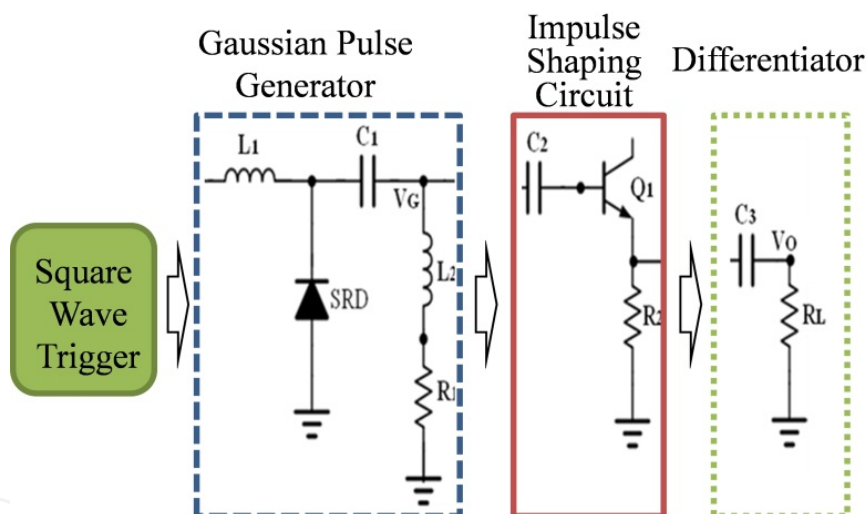 Gaussian Pulse
Generator
Impulse
Shaping
Circuit
Differentiator
Square
Wave
Trigger
L1
C1
VG
L2
SRD
R1
C2
Q1
R2
C3
VO
RL